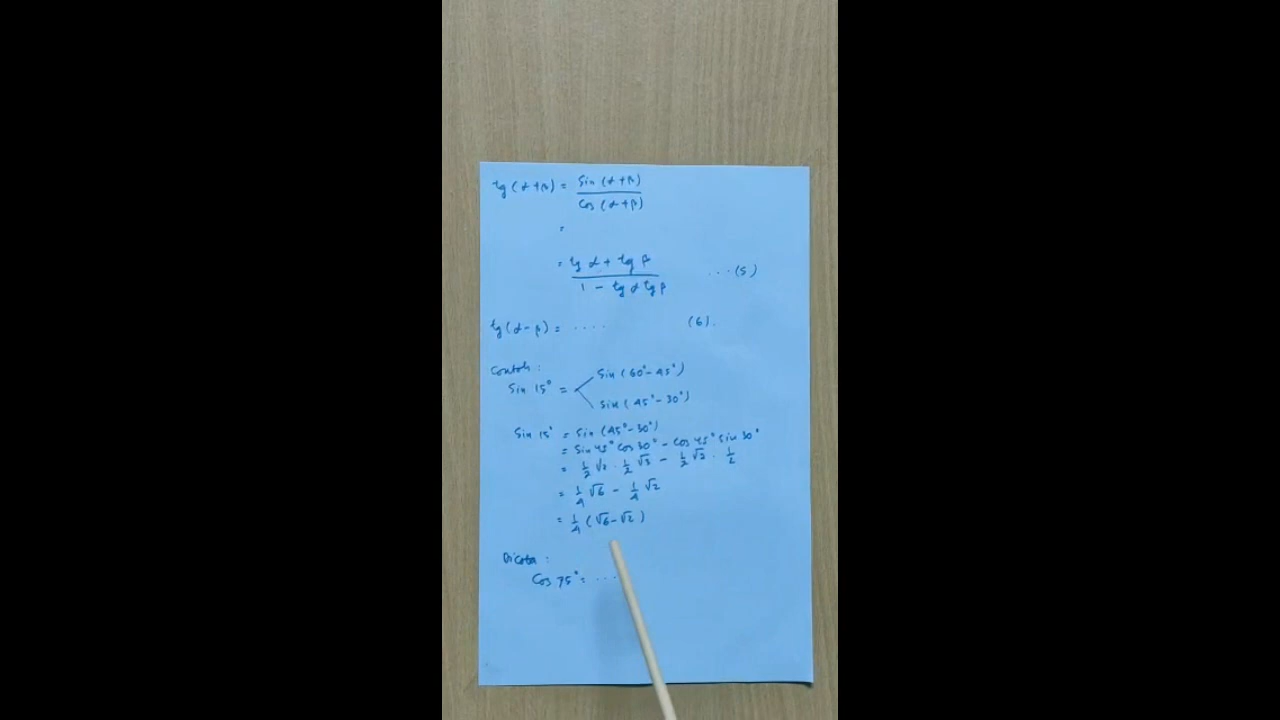 tg (α+β) = sin (α+β) / cos (α+β)
=
= tg α + tg β / 1 - tg α tg β ...(5)
tg (α-β) = .... (6).
Contoh :
Sin 15° = Sin (60°-45°)
Sin (45°-30°)
Sin 15° = Sin (45°-30°)
= Sin 45° Cos 30° - Cos 45° Sin 30°
= 1/2 √2 . 1/2 √3 - 1/2 √2 . 1/2
= 1/4 √6 - 1/4 √2
= 1/4 (√6-√2)
Dicoba :
Cos 75° = ...